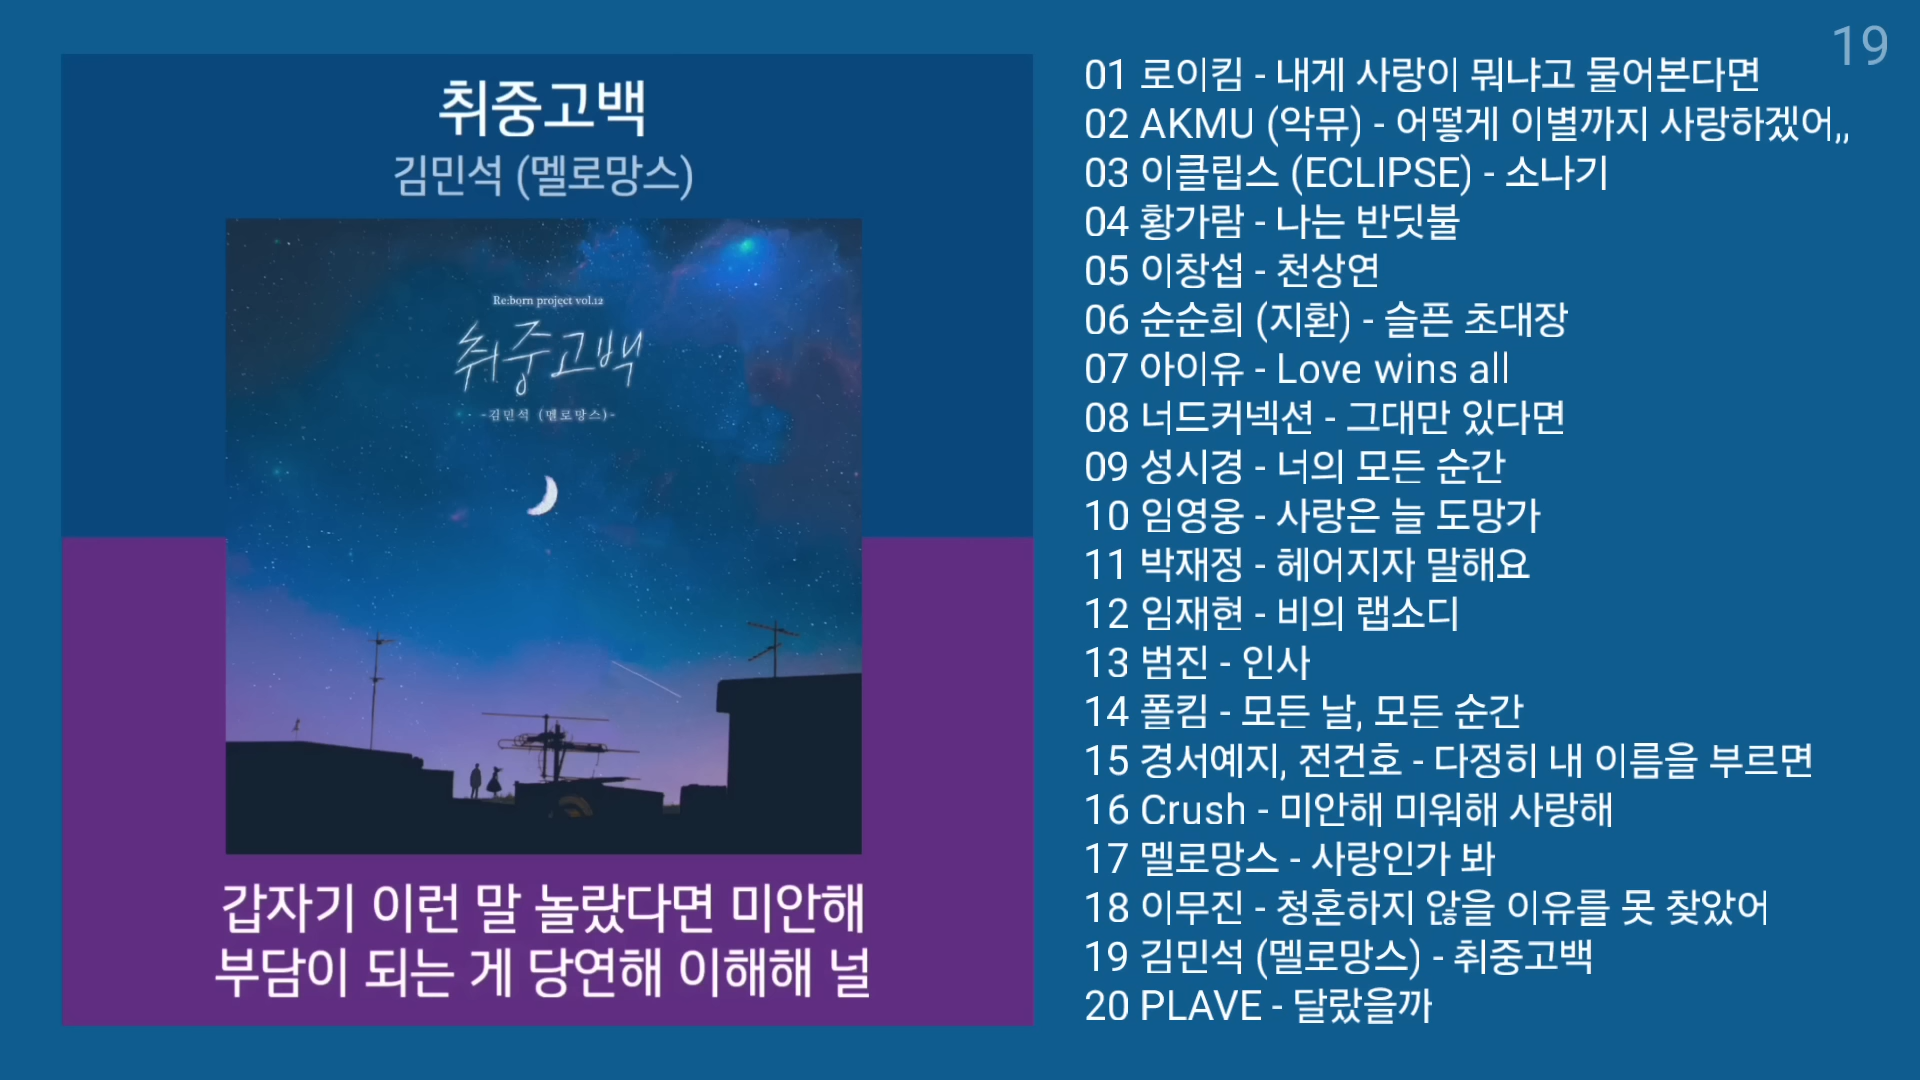 취중고백
김민석 (멜로망스)
Re:born project vol.12
취중고백
-김민석 (멜로망스)-
갑자기 이런 말 놀랐다면 미안해
부담이 되는 게 당연해 이해해 널
19
01 로이킴 - 내게 사랑이 뭐냐고 물어본다면
02 AKMU (악뮤) - 어떻게 이별까지 사랑하겠어,,
03 이클립스 (ECLIPSE) - 소나기
04 황가람 - 나는 반딧불
05 이창섭 - 천상연
06 순순희 (지환) - 슬픈 초대장
07 아이유 - Love wins all
08 너드커넥션 - 그대만 있다면
09 성시경 - 너의 모든 순간
10 임영웅 - 사랑은 늘 도망가
11 박재정 - 헤어지자 말해요
12 임재현 - 비의 랩소디
13 범진 - 인사
14 폴킴 - 모든 날, 모든 순간
15 경서예지, 전건호 - 다정히 내 이름을 부르면
16 Crush - 미안해 미워해 사랑해
17 멜로망스 - 사랑인가 봐
18 이무진 - 청혼하지 않을 이유를 못 찾았어
19 김민석 (멜로망스) - 취중고백
20 PLAVE - 달랐을까